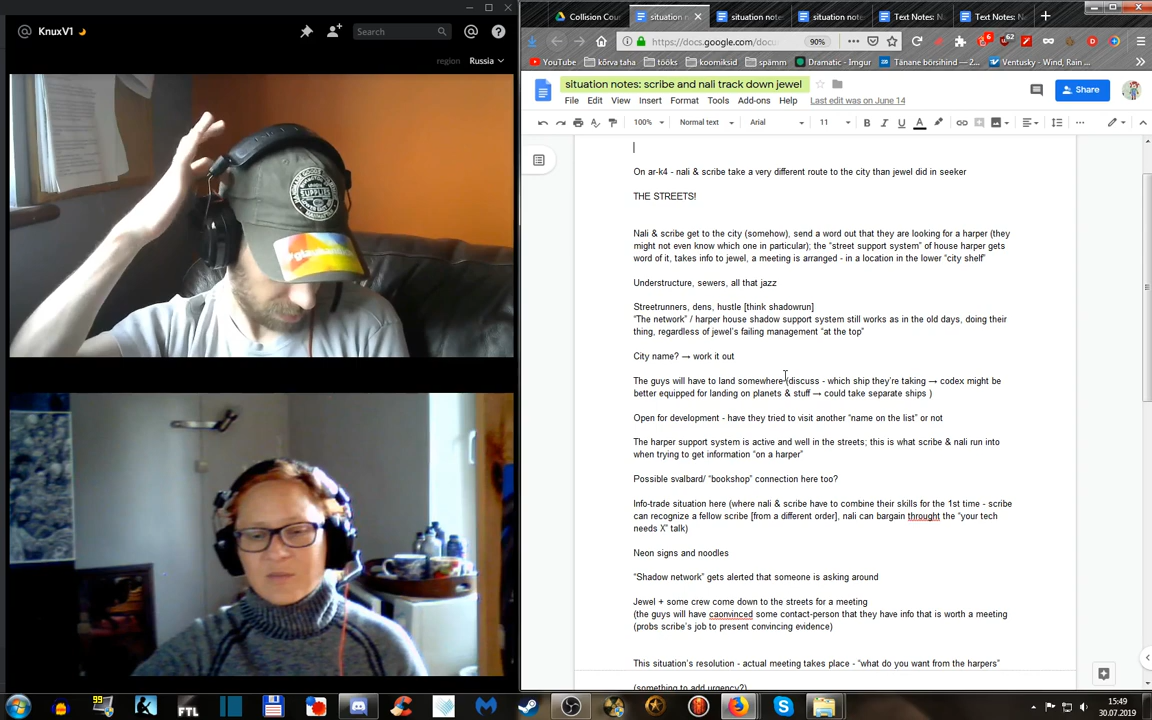 KnuxV1
Search
region Russia
SUPPLIES
Collision Cou
situation n
situation note
situation note
Text Notes: N
Text Notes: N
https://docs.google.com/docu
90%
6
62
YouTube
kõrva taha
tööks
koomiksid
spämm
Dramatic - Imgur
Tänane börsihind — 2...
Ventusky - Wind, Rain ...
situation notes: scribe and nali track down jewel
File Edit View Insert Format Tools Add-ons Help Last edit was on June 14
Share
100% Normal text Arial 11 B I U A
On ar-k4 - nali & scribe take a very different route to the city than jewel did in seeker
THE STREETS!
Nali & scribe get to the city (somehow), send a word out that they are looking for a harper (they
might not even know which one in particular); the “street support system” of house harper gets
word of it, takes info to jewel, a meeting is arranged - in a location in the lower “city shelf”
Understructure, sewers, all that jazz
Streetrunners, dens, hustle [think shadowrun]
“The network” / harper house shadow support system still works as in the old days, doing their
thing, regardless of jewel’s failing management “at the top”
City name? → work it out
The guys will have to land somewhere (discuss - which ship they’re taking → codex might be
better equipped for landing on planets & stuff → could take separate ships )
Open for development - have they tried to visit another “name on the list” or not
The harper support system is active and well in the streets; this is what scribe & nali run into
when trying to get information “on a harper”
Possible svalbard/ “bookshop” connection here too?
Info-trade situation here (where nali & scribe have to combine their skills for the 1st time - scribe
can recognize a fellow scribe [from a different order], nali can bargain throught the “your tech
needs X” talk)
Neon signs and noodles
“Shadow network” gets alerted that someone is asking around
Jewel + some crew come down to the streets for a meeting
(the guys will have caonvinced some contact-person that they have info that is worth a meeting
(probs scribe’s job to present convincing evidence)
This situation’s resolution - actual meeting takes place - “what do you want from the harpers”
(something to add urgency?)
FTL
15:49
30.07.2019